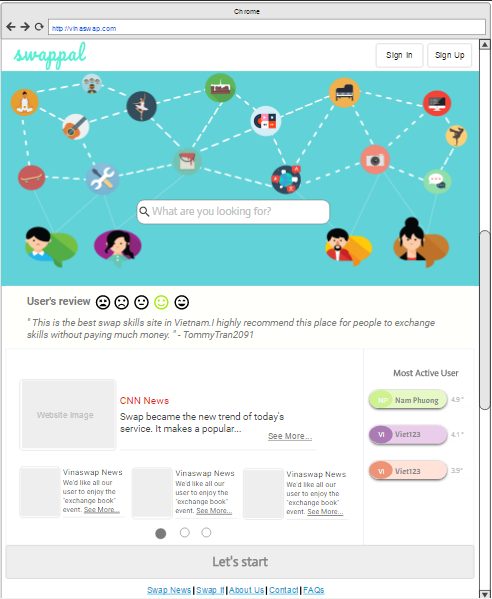 Chrome
http://vinaswap.com
swappal
Sign In
Sign Up
What are you looking for?
User's review
" This is the best swap skills site in Vietnam.I highly recommend this place for people to exchange
skills without paying much money. " - TommyTran2091
Website Image
CNN News
Swap became the new trend of today's
service. It makes a popular...
See More...
Most Active User
NP Nam Phuong 4.9*
VI Viet123 4.1*
VI Viet123 3.9*
Vinaswap News
We'd like all our
user to enjoy the
"exchange book"
event. See More...
Vinaswap News
We'd like all our
user to enjoy the
"exchange book"
event. See More...
Vinaswap News
We'd like all our
user to enjoy the
"exchange book"
event. See More...
Let's start
Swap News | Swap it | About Us | Contact | FAQs